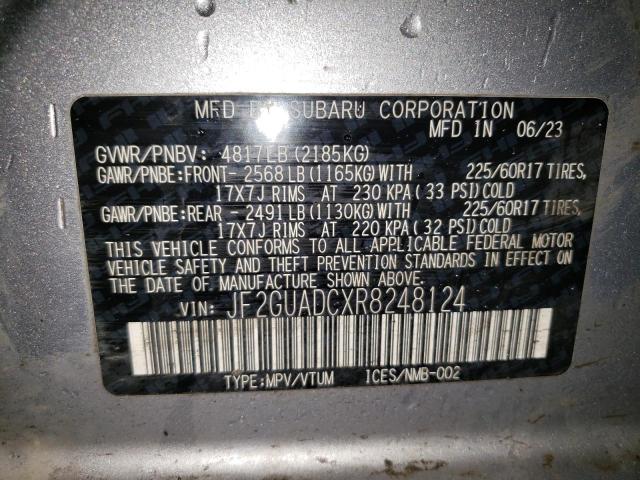 MFD BY SUBARU CORPORATION
MFD IN 06/23
GVWR/PNBV: 4817LB (2185KG)
GAWR/PNBE:FRONT- 2568 LB (1165KG) WITH 225/60R17 TIRES,
17X7J RIMS AT 230 KPA (33 PSI) COLD
GAWR/PNBE:REAR - 2491 LB (1130KG) WITH 225/60R17 TIRES,
17X7J RIMS AT 220 KPA (32 PSI) COLD
THIS VEHICLE CONFORMS TO ALL APPLICABLE FEDERAL MOTOR
VEHICLE SAFETY AND THEFT PREVENTION STANDARDS IN EFFECT ON
THE DATE OF MANUFACTURE SHOWN ABOVE.
VIN: JF2GUADCXR8248124
TYPE:MPV/VTUM ICES/NMB-002